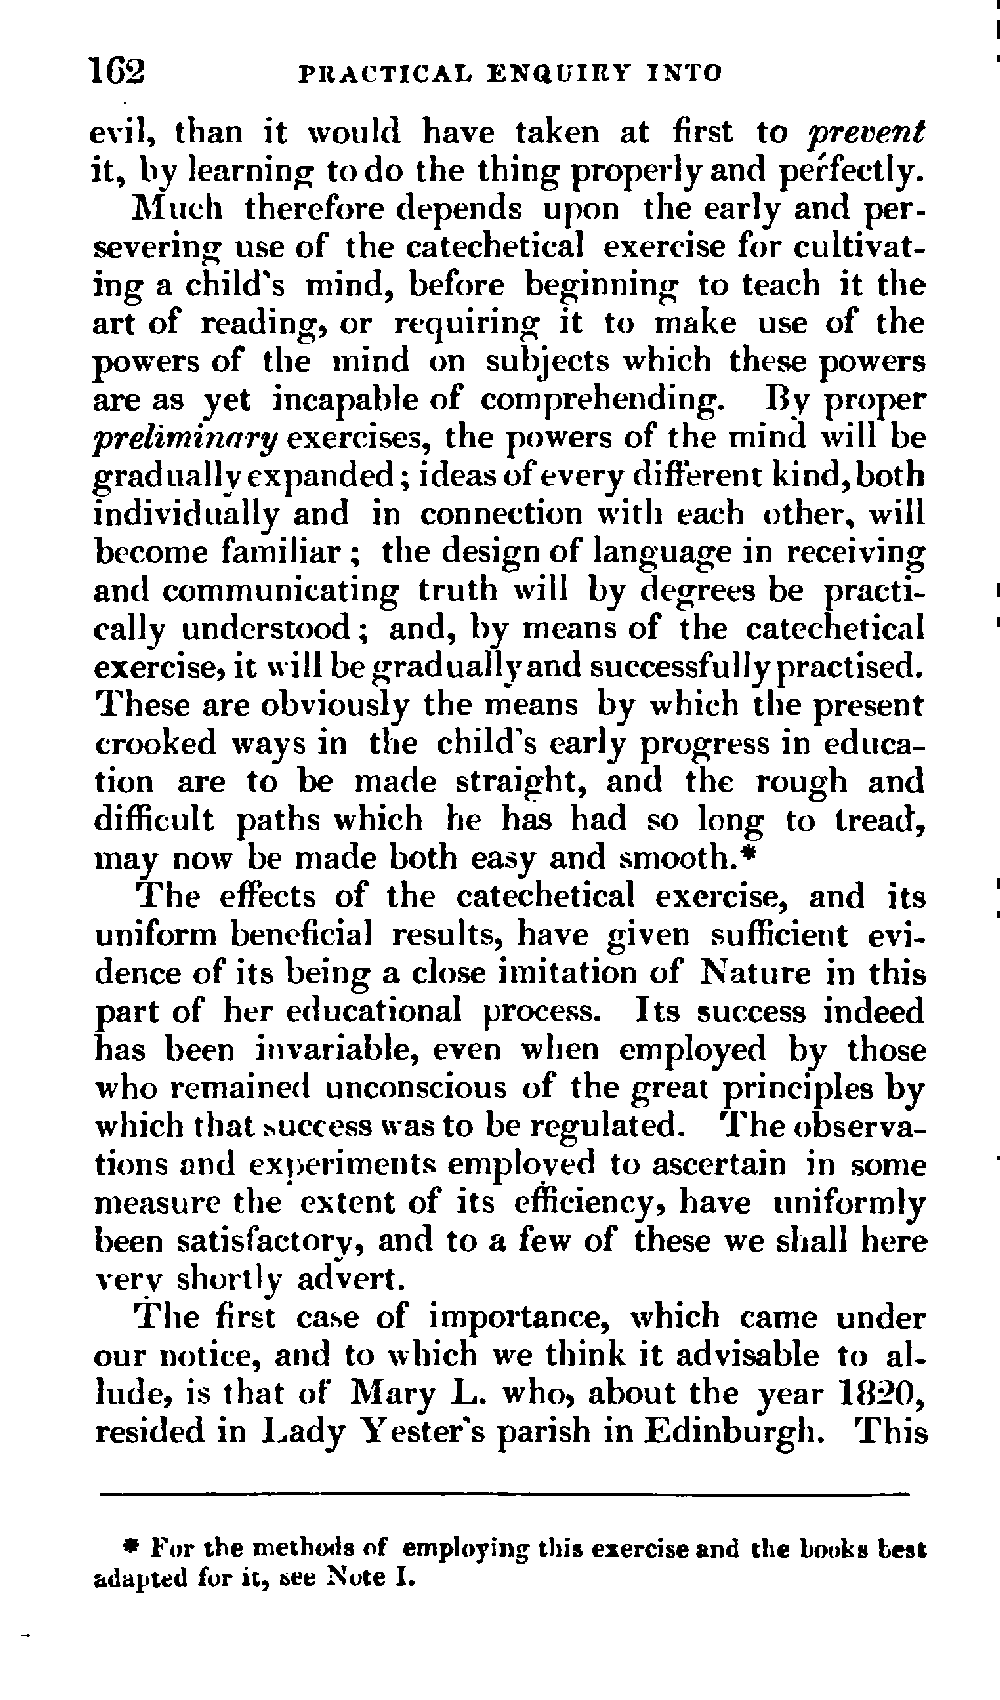 162 PRACTICAL ENQUIRY INTO
evil, than it would have taken at first to prevent
it, by learning to do the thing properly and perfectly.
Much therefore depends upon the early and per-
severing use of the catechetical exercise for cultivat-
ing a child's mind, before beginning to teach it the
art of reading, or requiring it to make use of the
powers of the mind on subjects which these powers
are as yet incapable of comprehending. By proper
preliminary exercises, the powers of the mind will be
gradually expanded; ideas of every different kind, both
individually and in connection with each other, will
become familiar; the design of language in receiving
and communicating truth will by degrees be practi-
cally understood; and, by means of the catechetical
exercise, it will be gradually and successfully practised.
These are obviously the means by which the present
crooked ways in the child's early progress in educa-
tion are to be made straight, and the rough and
difficult paths which he has had so long to tread,
may now be made both easy and smooth.*
The effects of the catechetical exercise, and its
uniform beneficial results, have given sufficient evi-
dence of its being a close imitation of Nature in this
part of her educational process. Its success indeed
has been invariable, even when employed by those
who remained unconscious of the great principles by
which that success was to be regulated. The observa-
tions and experiments employed to ascertain in some
measure the extent of its efficiency, have uniformly
been satisfactory, and to a few of these we shall here
very shortly advert.
The first case of importance, which came under
our notice, and to which we think it advisable to al-
lude, is that of Mary L. who, about the year 1820,
resided in Lady Yester's parish in Edinburgh. This
* For the methods of employing this exercise and the books best
adapted for it, see Note I.